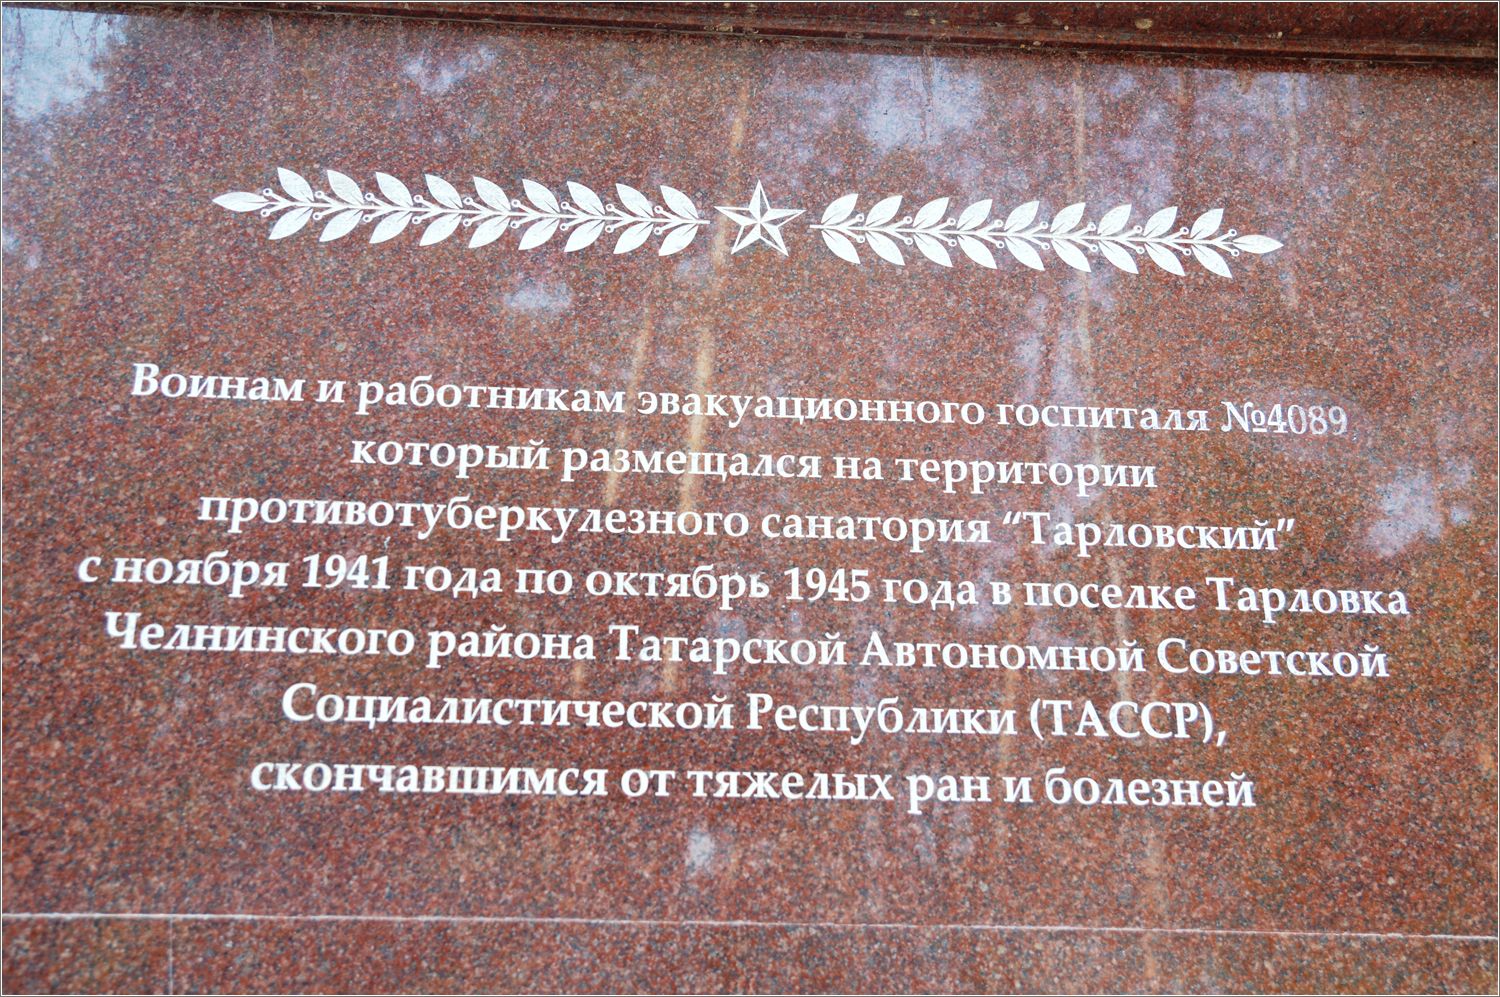 Воинам и работникам эвакуационного госпиталя №4089
который размещался на территории
противотуберкулезного санатория “Тарловский”
с ноября 1941 года по октябрь 1945 года в поселке Тарловка
Челнинского района Татарской Автономной Советской
Социалистической Республики (ТАССР),
скончавшимся от тяжелых ран и болезней